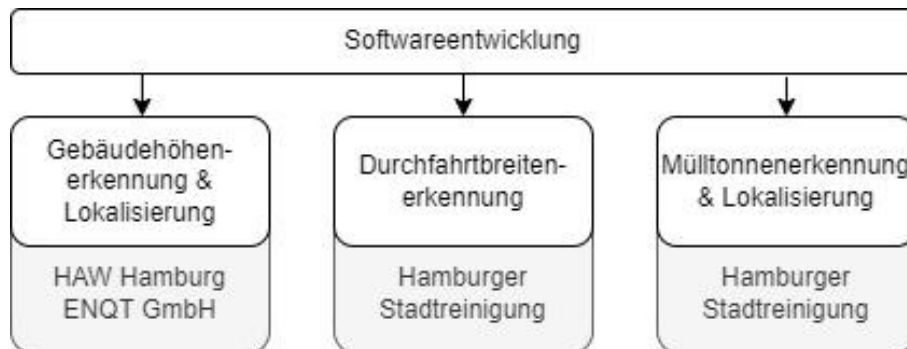 Softwareentwicklung
Gebäudehöhen-
erkennung &
Lokalisierung
HAW Hamburg
ENQT GmbH
Durchfahrtbreiten-
erkennung
Hamburger
Stadtreinigung
Mülltonnenerkennung
& Lokalisierung
Hamburger
Stadtreinigung